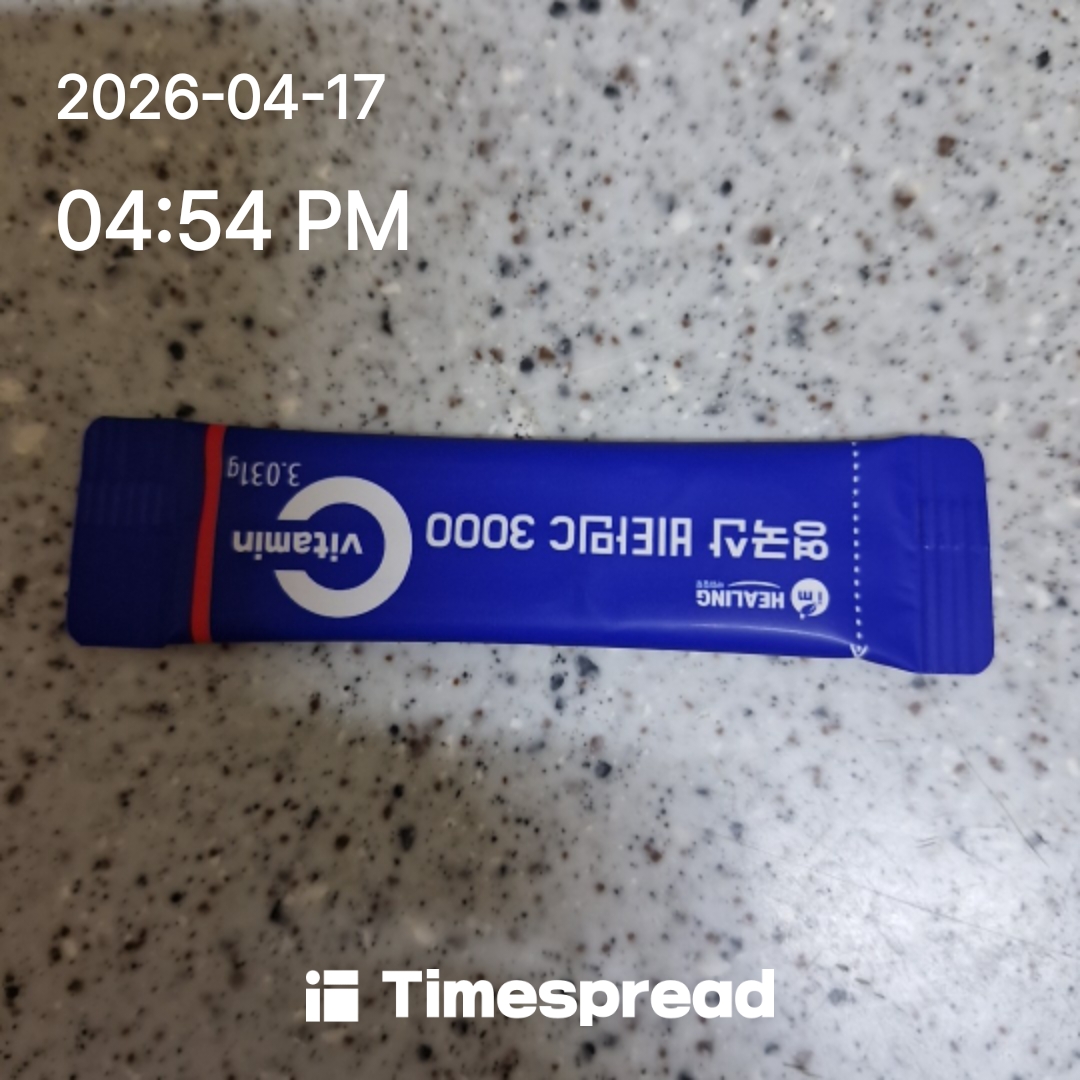 2026-04-17
04:54 PM
i'm HEALING
영국산 비타민C 3000
vitamin
3.031g
Timespread